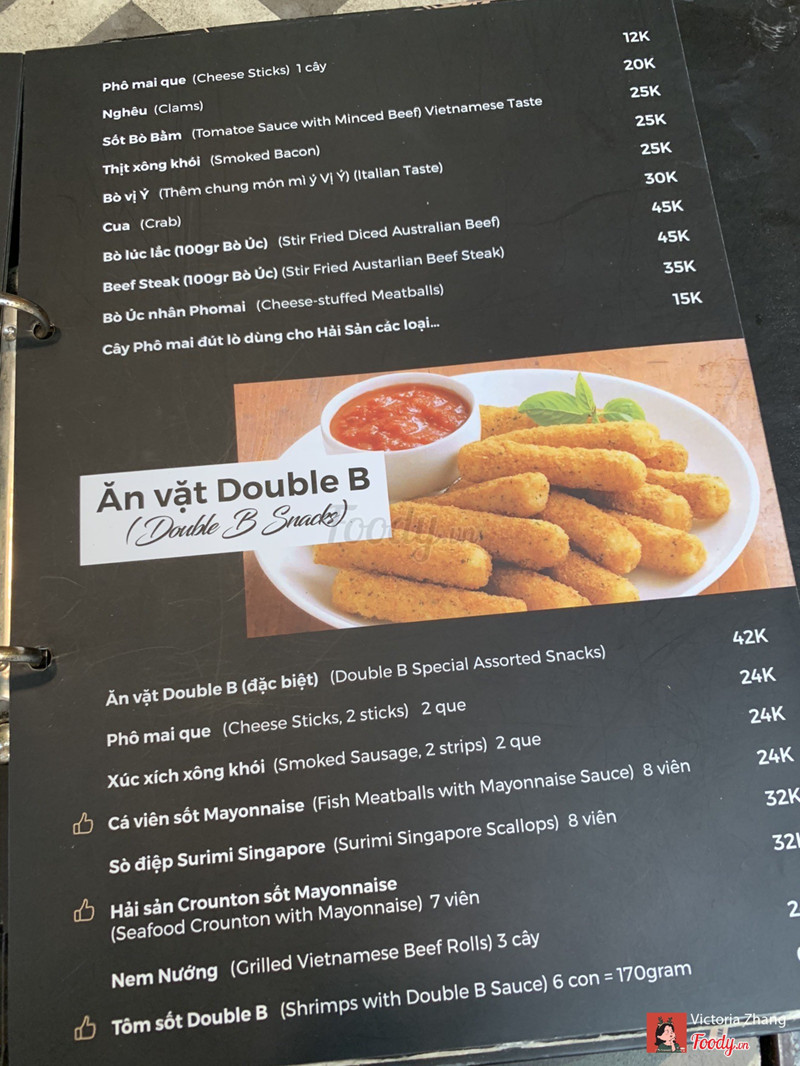 Phô mai que (Cheese Sticks) 1 cây 12K
Nghêu (Clams) 20K
Sốt Bò Bằm (Tomatoe Sauce with Minced Beef) Vietnamese Taste 25K
Thịt xông khói (Smoked Bacon) 25K
Bò vị Ý (Thêm chung món mì ý Vị Ý) (Italian Taste) 25K
Cua (Crab) 30K
Bò lúc lắc (100gr Bò Úc) (Stir Fried Diced Australian Beef) 45K
Beef Steak (100gr Bò Úc) (Stir Fried Austarlian Beef Steak) 45K
Bò Úc nhân Phomai (Cheese-stuffed Meatballs) 35K
Cây Phô mai đút lò dùng cho Hải Sản các loại... 15K
Ăn vặt Double B
(Double B Snacks)
Foody.vn
Ăn vặt Double B (đặc biệt) (Double B Special Assorted Snacks) 42K
Phô mai que (Cheese Sticks, 2 sticks) 2 que 24K
Xúc xích xông khói (Smoked Sausage, 2 strips) 2 que 24K
Cá viên sốt Mayonnaise (Fish Meatballs with Mayonnaise Sauce) 8 viên 24K
Sò điệp Surimi Singapore (Surimi Singapore Scallops) 8 viên 32K
Hải sản Crounton sốt Mayonnaise 32K
(Seafood Crounton with Mayonnaise) 7 viên
Nem Nướng (Grilled Vietnamese Beef Rolls) 3 cây
Tôm sốt Double B (Shrimps with Double B Sauce) 6 con = 170gram
Victoria Zhang
Foody.vn